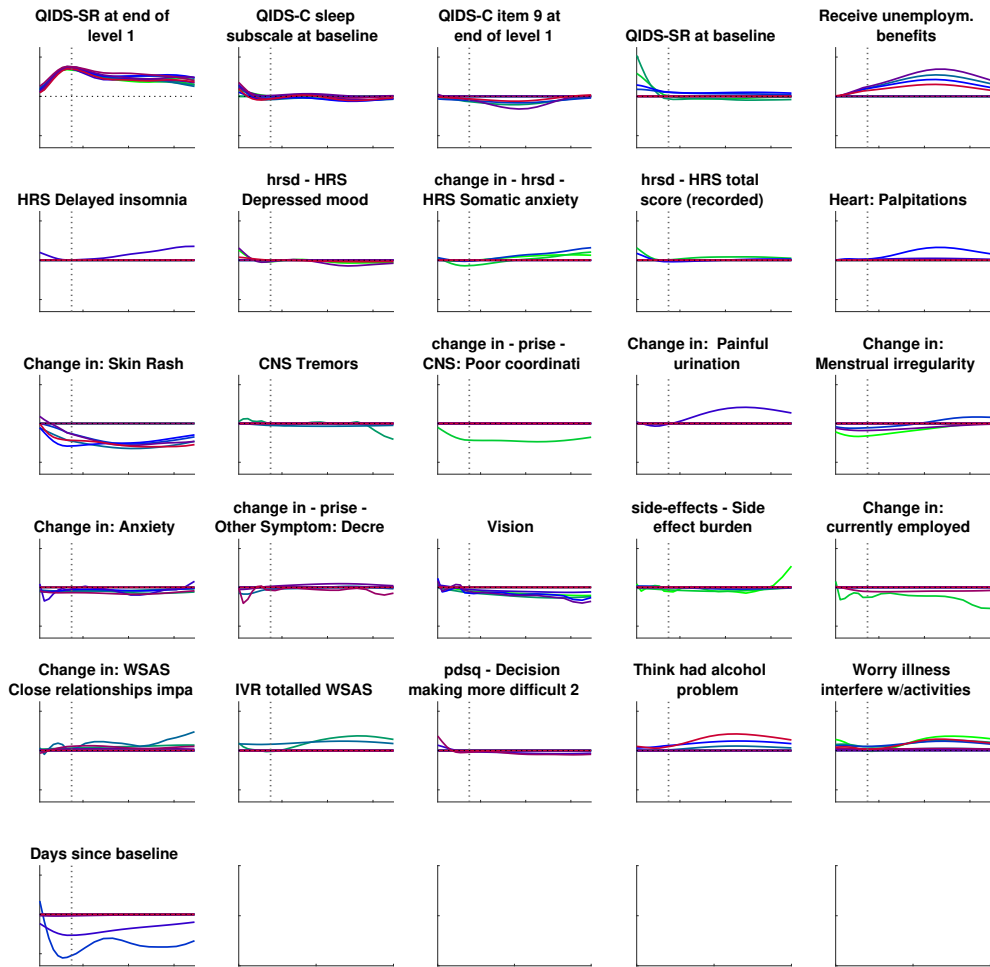 QIDS-SR at end of
level 1
QIDS-C sleep
subscale at baseline
QIDS-C item 9 at
end of level 1
QIDS-SR at baseline
Receive unemploym.
benefits
HRS Delayed insomnia
hrsd - HRS
Depressed mood
change in - hrsd -
HRS Somatic anxiety
hrsd - HRS total
score (recorded)
Heart: Palpitations
Change in: Skin Rash
CNS Tremors
change in - prise -
CNS: Poor coordinati
Change in:  Painful
urination
Change in:
Menstrual irregularity
Change in: Anxiety
change in - prise -
Other Symptom: Decre
Vision
side-effects - Side
effect burden
Change in:
currently employed
Change in: WSAS
Close relationships impa
IVR totalled WSAS
pdsq - Decision
making more difficult 2
Think had alcohol
problem
Worry illness
interfere w/activities
Days since baseline